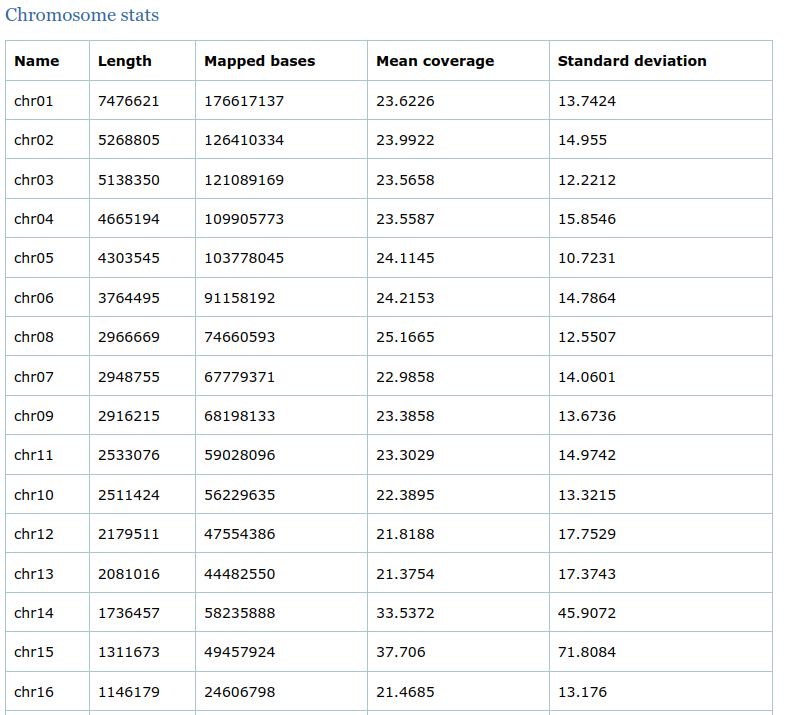 Chromosome stats
Name Length Mapped bases Mean coverage Standard deviation
chr01 7476621 176617137 23.6226 13.7424
chr02 5268805 126410334 23.9922 14.955
chr03 5138350 121089169 23.5658 12.2212
chr04 4665194 109905773 23.5587 15.8546
chr05 4303545 103778045 24.1145 10.7231
chr06 3764495 91158192 24.2153 14.7864
chr08 2966669 74660593 25.1665 12.5507
chr07 2948755 67779371 22.9858 14.0601
chr09 2916215 68198133 23.3858 13.6736
chr11 2533076 59028096 23.3029 14.9742
chr10 2511424 56229635 22.3895 13.3215
chr12 2179511 47554386 21.8188 17.7529
chr13 2081016 44482550 21.3754 17.3743
chr14 1736457 58235888 33.5372 45.9072
chr15 1311673 49457924 37.706 71.8084
chr16 1146179 24606798 21.4685 13.176